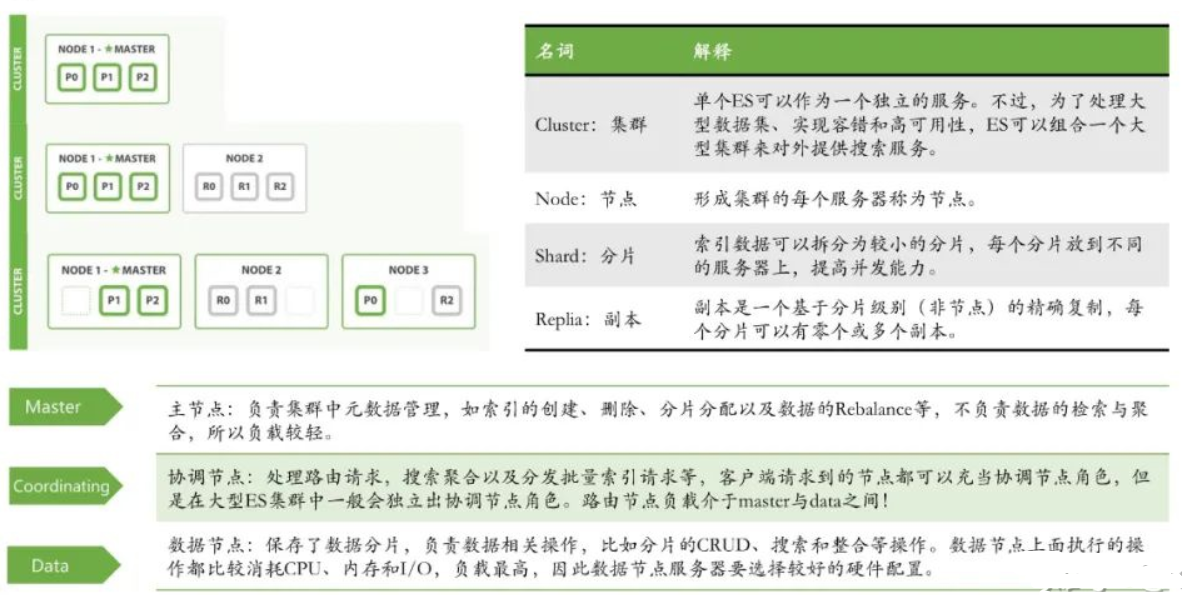 CLUSTER
NODE 1 - ★MASTER
P0 P1 P2
CLUSTER
NODE 1 - ★MASTER
P0 P1 P2
NODE 2
R0 R1 R2
CLUSTER
NODE 1 - ★MASTER
P1 P2
NODE 2
R0 R1
NODE 3
P0 R2
名词 解释
Cluster：集群
单个ES可以作为一个独立的服务。不过，为了处理大
型数据集、实现容错和高可用性，ES可以组合一个大
型集群来对外提供搜索服务。
Node：节点
形成集群的每个服务器称为节点。
Shard：分片
索引数据可以拆分为较小的分片，每个分片放到不同
的服务器上，提高并发能力。
Replia：副本
副本是一个基于分片级别（非节点）的精确复制，每
个分片可以有零个或多个副本。
Master
主节点：负责集群中元数据管理，如索引的创建、删除、分片分配以及数据的Rebalance等，不负责数据的检索与聚
合，所以负载较轻。
Coordinating
协调节点：处理路由请求，搜索聚合以及分发批量索引请求等，客户端请求到的节点都可以充当协调节点角色，但
是在大型ES集群中一般会独立出协调节点角色。路由节点负载介于master与data之间！
Data
数据节点：保存了数据分片，负责数据相关操作，比如分片的CRUD、搜索和整合等操作。数据节点上面执行的操
作都比较消耗CPU、内存和I/O，负载最高，因此数据节点服务器要选择较好的硬件配置。